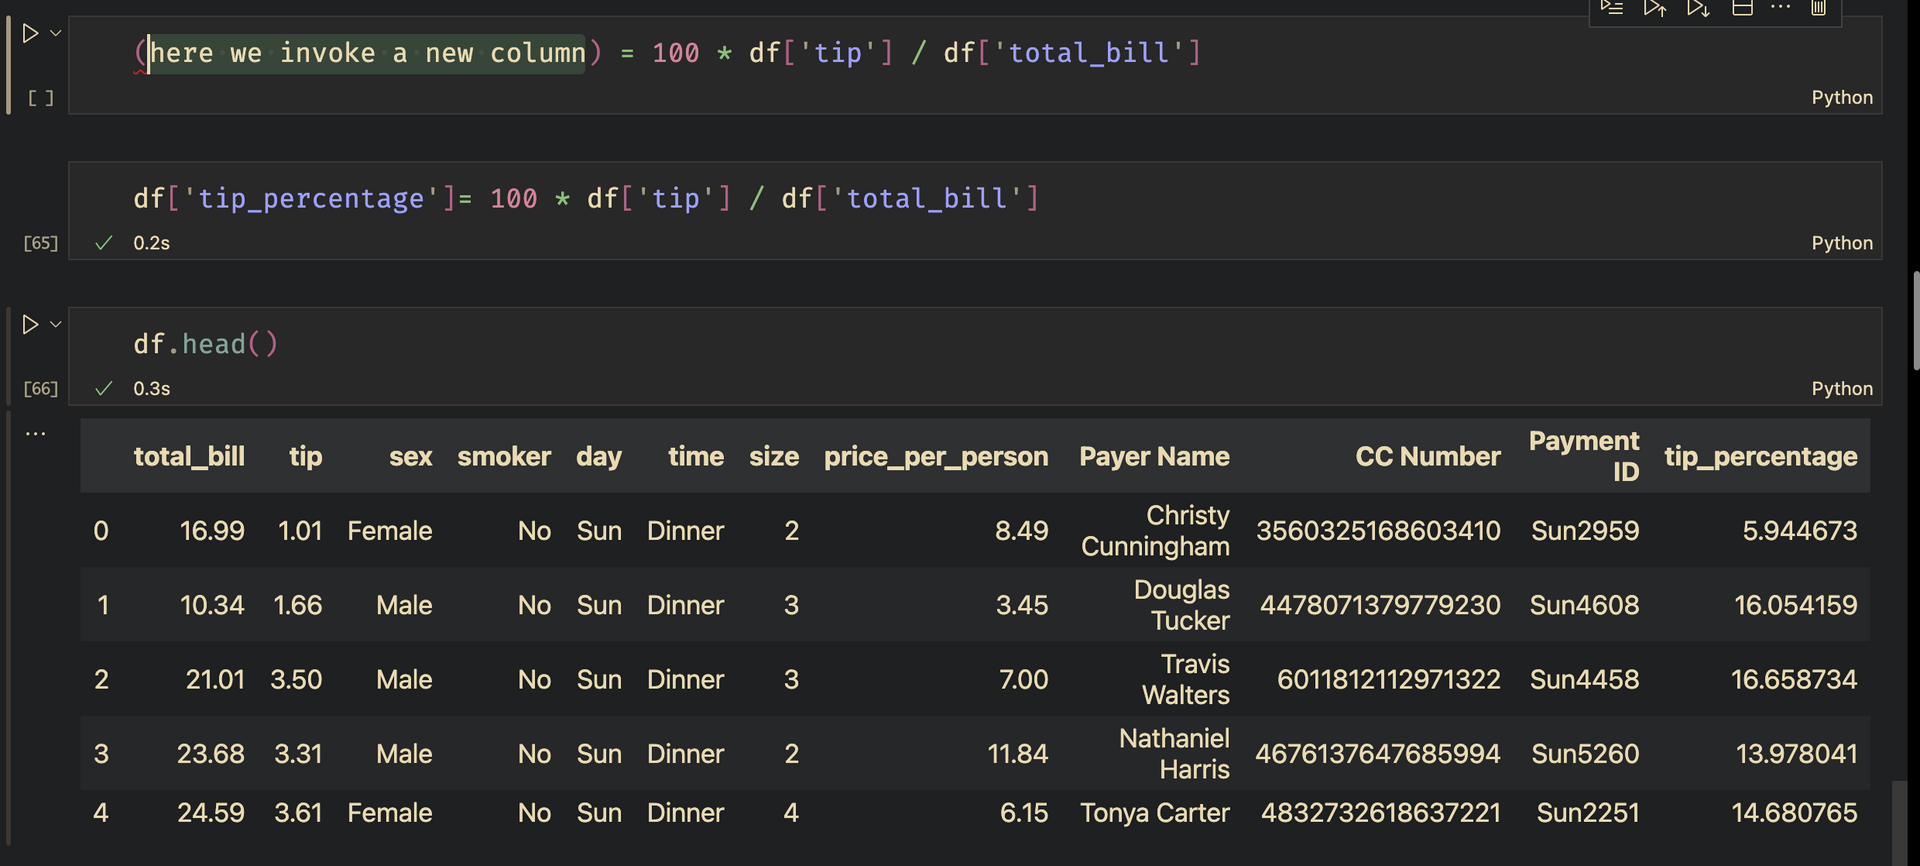 (here we invoke a new column) = 100 * df['tip'] / df['total_bill']
[ ]
Python
df['tip_percentage']= 100 * df['tip'] / df['total_bill']
[65] ✓ 0.2s Python
df.head()
[66] ✓ 0.3s Python
...
total_bill tip sex smoker day time size price_per_person Payer Name CC Number Payment ID tip_percentage
0 16.99 1.01 Female No Sun Dinner 2 8.49 Christy Cunningham 3560325168603410 Sun2959 5.944673
1 10.34 1.66 Male No Sun Dinner 3 3.45 Douglas Tucker 4478071379779230 Sun4608 16.054159
2 21.01 3.50 Male No Sun Dinner 3 7.00 Travis Walters 6011812112971322 Sun4458 16.658734
3 23.68 3.31 Male No Sun Dinner 2 11.84 Nathaniel Harris 4676137647685994 Sun5260 13.978041
4 24.59 3.61 Female No Sun Dinner 4 6.15 Tonya Carter 4832732618637221 Sun2251 14.680765